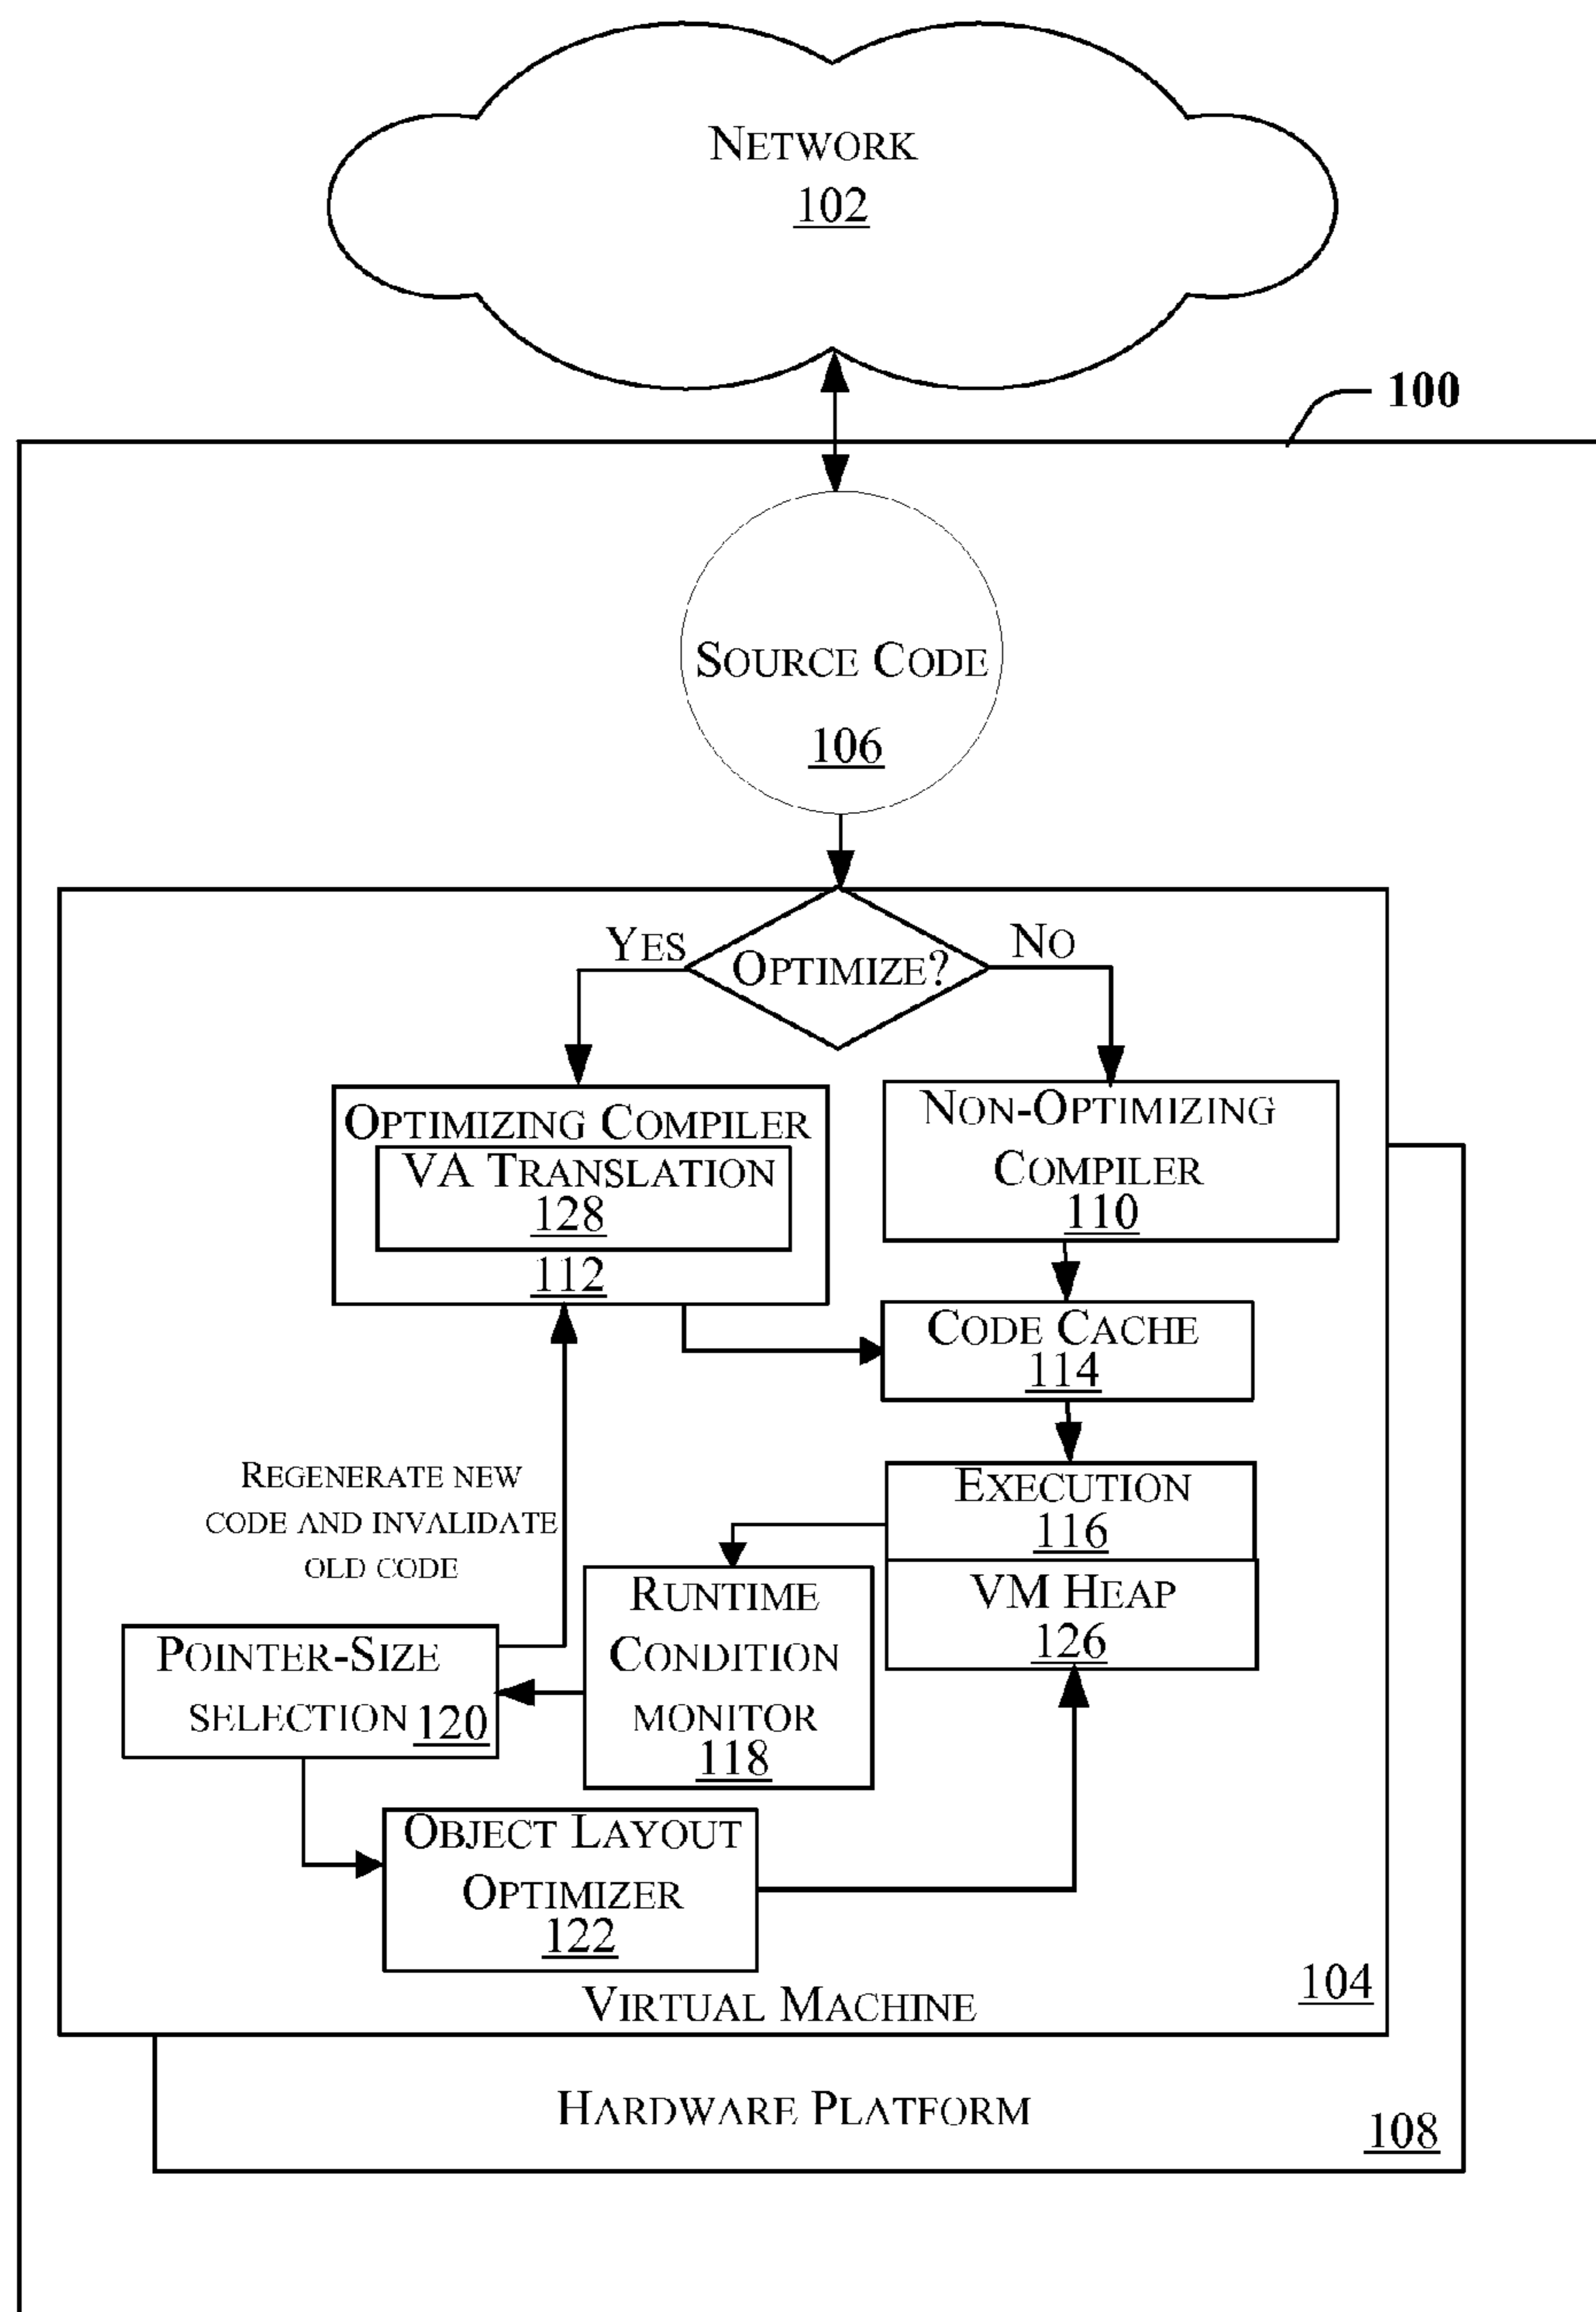 NETWORK
102
100
SOURCE CODE
106
YES
OPTIMIZE?
NO
OPTIMIZING COMPILER
VA TRANSLATION
128
112
NON-OPTIMIZING
COMPILER
110
CODE CACHE
114
REGENERATE NEW
CODE AND INVALIDATE
OLD CODE
EXECUTION
116
VM HEAP
126
RUNTIME
CONDITION
MONITOR
118
POINTER-SIZE
SELECTION 120
OBJECT LAYOUT
OPTIMIZER
122
VIRTUAL MACHINE
104
HARDWARE PLATFORM
108